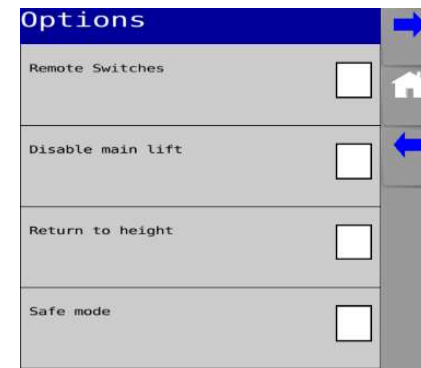 Options
Remote Switches
Disable main lift
Return to height
Safe mode